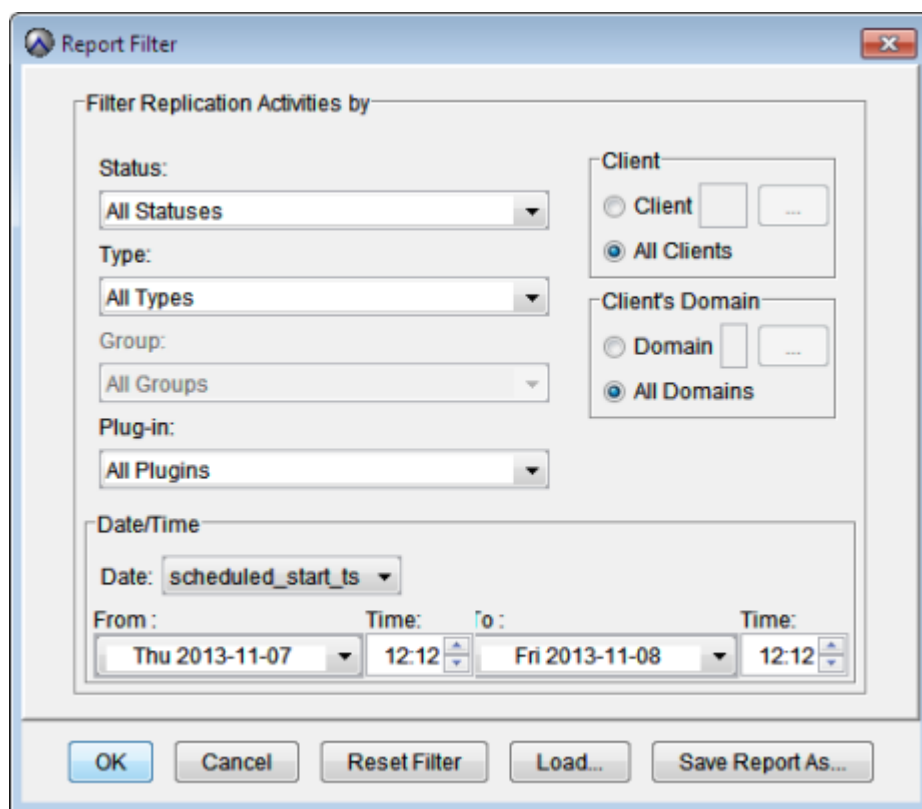 Report Filter
Filter Replication Activities by
Status:
All Statuses
Type:
All Types
Group:
All Groups
Plug-in:
All Plugins
Client
Client ...
All Clients
Client's Domain
Domain ...
All Domains
Date/Time
Date: scheduled_start_ts
From : Time: To : Time:
Thu 2013-11-07 12:12 Fri 2013-11-08 12:12
OK Cancel Reset Filter Load... Save Report As...